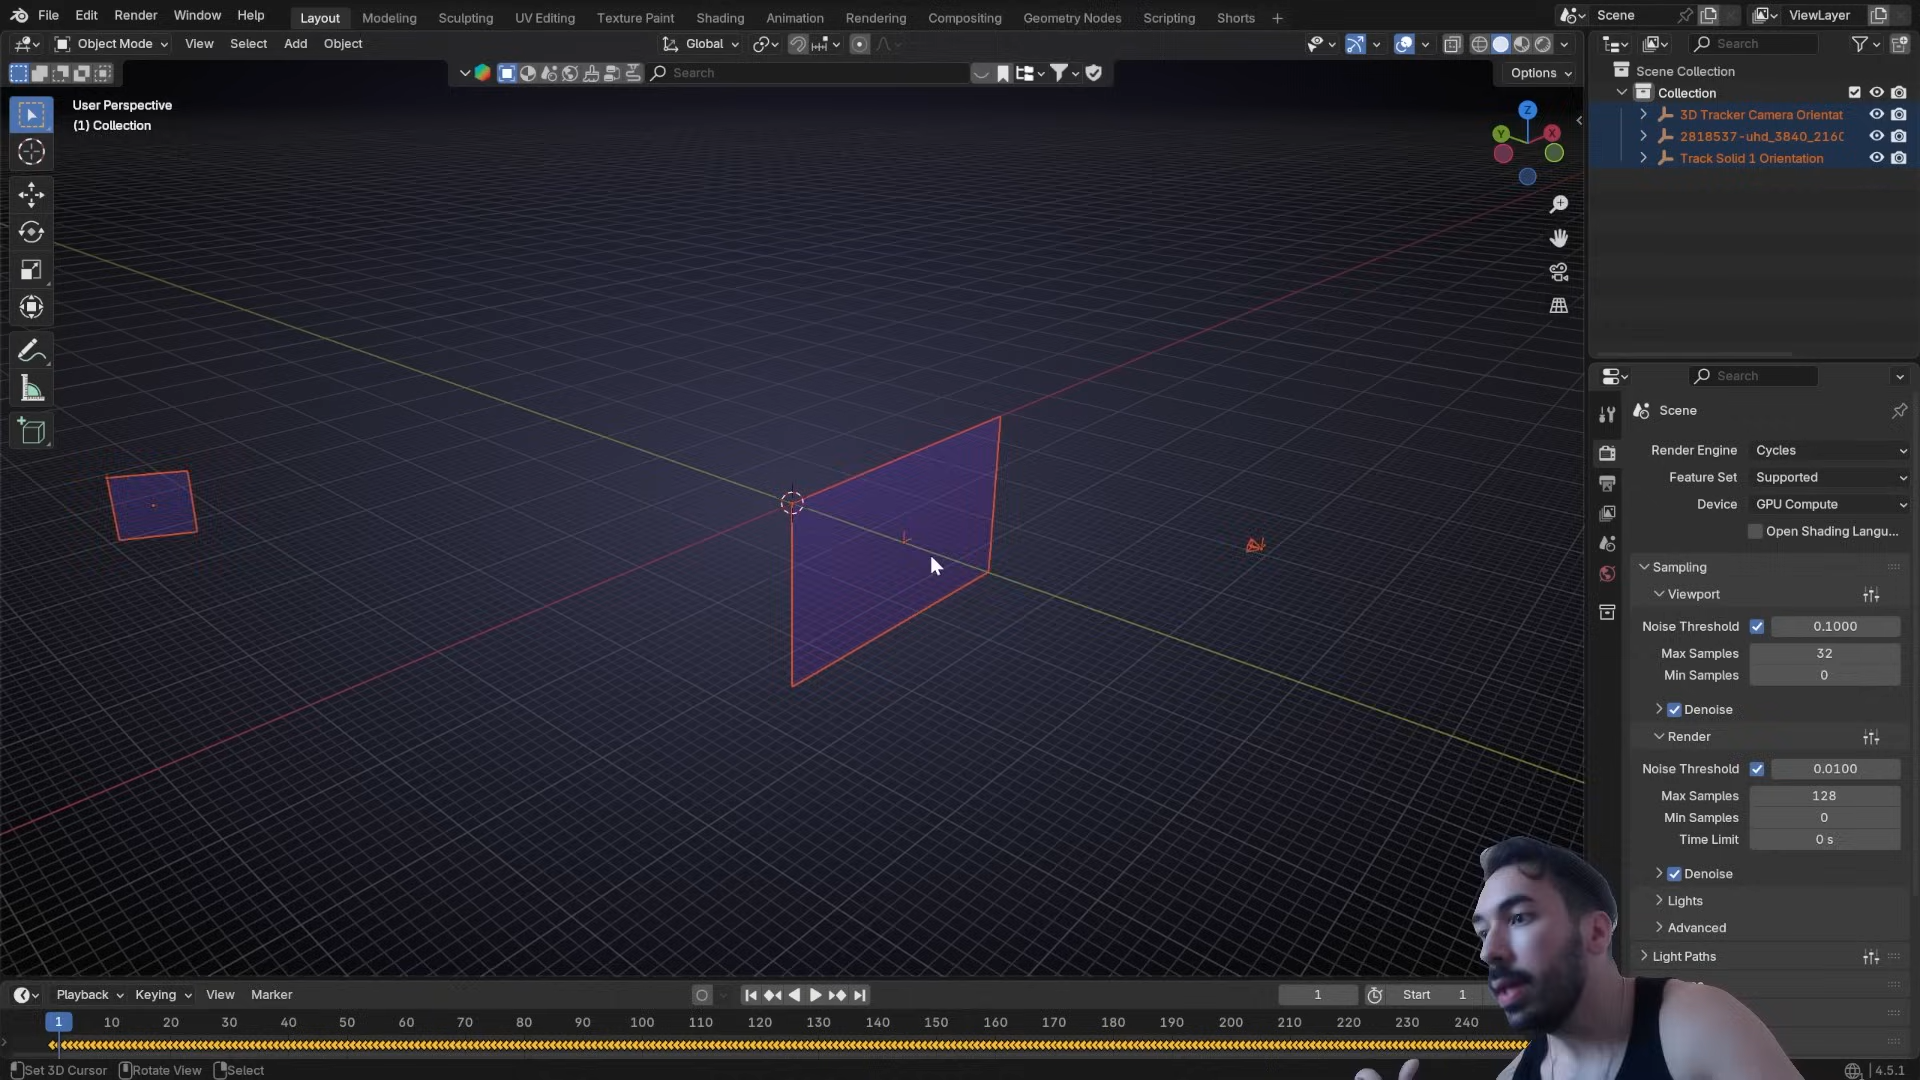 File Edit Render Window Help Layout Modeling Sculpting UV Editing Texture Paint Shading Animation Rendering Compositing Geometry Nodes Scripting Shorts + Scene ViewLayer
Object Mode View Select Add Object Global Search
Search Options
User Perspective
(1) Collection
Z
Y X
Scene Collection
Collection
3D Tracker Camera Orientat
2818537-uhd_3840_216(
Track Solid 1 Orientation
Search
Scene
Render Engine Cycles
Feature Set Supported
Device GPU Compute
Open Shading Langu...
Sampling
Viewport
Noise Threshold 0.1000
Max Samples 32
Min Samples 0
Denoise
Render
Noise Threshold 0.0100
Max Samples 128
Min Samples 0
Time Limit 0 s
Denoise
Lights
Advanced
Light Paths
Playback Keying View Marker 1 Start 1
1 10 20 30 40 50 60 70 80 90 100 110 120 130 140 150 160 170 180 190 200 210 220 230 240
Set 3D Cursor Rotate View Select 4.5.1